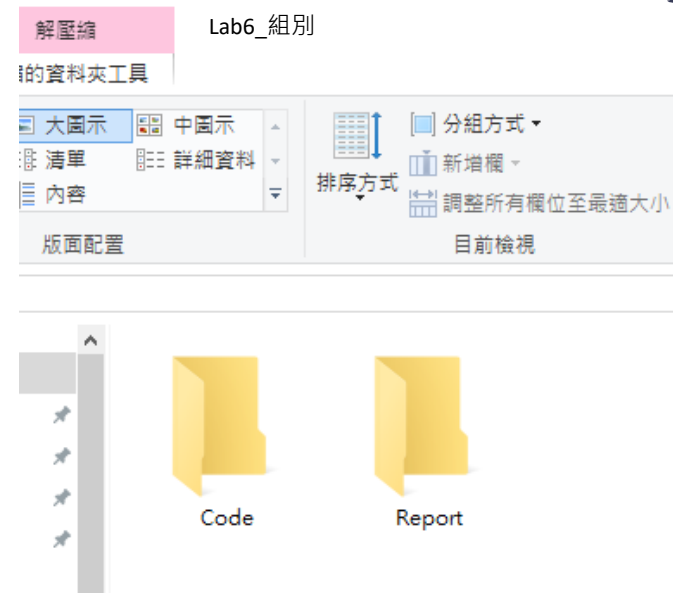 解壓縮
Lab6_組別
的資料夾工具
大圖示
中圖示
清單
詳細資料
內容
版面配置
排序方式
分組方式
新增欄
調整所有欄位至最適大小
目前檢視
Code
Report